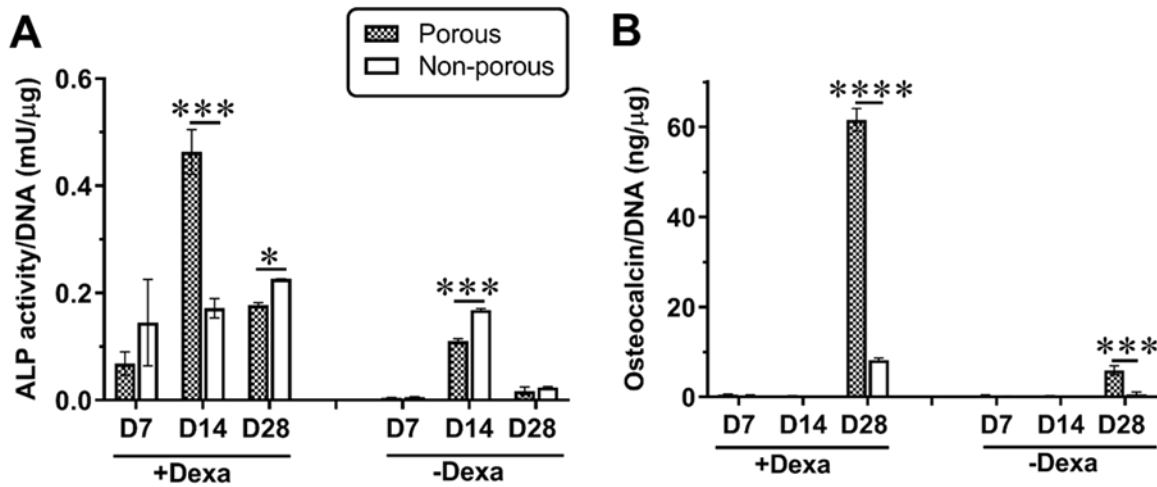 A
Porous
Non-porous
ALP activity/DNA (mU/μg)
0.6
0.4
0.2
0.0
***
*
***
D7 D14 D28 D7 D14 D28
+Dexa -Dexa
B
Osteocalcin/DNA (ng/μg)
60
40
20
0
****
***
D7 D14 D28 D7 D14 D28
+Dexa -Dexa